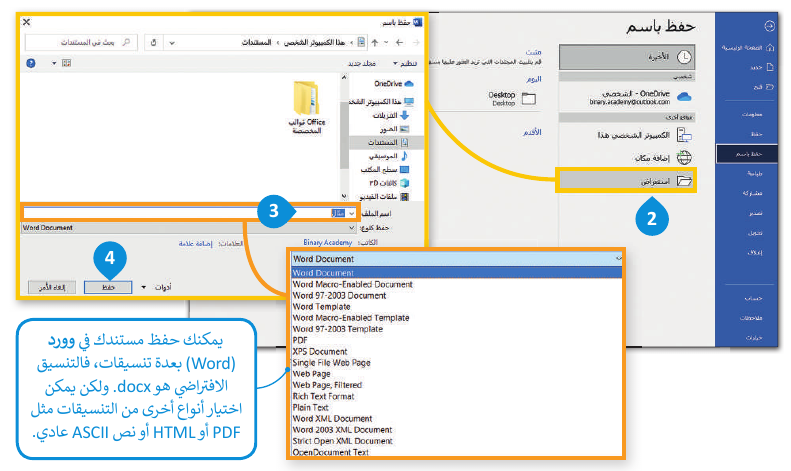 حفظ باسم
الصفحة الرئيسية
جديد
فتح
معلومات
حفظ
حفظ باسم
طباعة
مشاركة
تصدير
تحويل
إغلاق
حساب
ملاحظات
خيارات
الأخيرة
شخصي
OneDrive - الشخصي
binary.academy@outlook.com
مواقع أخرى
الكمبيوتر الشخصي هذا
إضافة مكان
استعراض
2
مثبت
قم بتثبيت المجلدات التي تريد العثور عليها
اليوم
Desktop
Desktop
الأقدم
حفظ باسم
هذا الكمبيوتر الشخصي › المستندات
بحث في المستندات
تنظيم
مجلد جديد
OneDrive
هذا الكمبيوتر الشخص
التنزيلات
الصور
المستندات
الموسيقى
سطح المكتب
كائنات ٣D
ملفات الفيديو
قوالب Office
المخصصة
3
اسم الملف:
مثال
حفظ كنوع:
Word Document
الكاتب: Binary Academy
العلامات: إضافة علامة
4
أدوات
حفظ
إلغاء الأمر
Word Document
Word Document
Word Macro-Enabled Document
Word 97-2003 Document
Word Template
Word Macro-Enabled Template
Word 97-2003 Template
PDF
XPS Document
Single File Web Page
Web Page
Web Page, Filtered
Rich Text Format
Plain Text
Word XML Document
Word 2003 XML Document
Strict Open XML Document
OpenDocument Text
يمكنك حفظ مستندك في وورد
(Word) بعدة تنسيقات، فالتنسيق
الافتراضي هو docx. ولكن يمكن
اختيار أنواع أخرى من التنسيقات مثل
PDF أو HTML أو نص ASCII عادي.